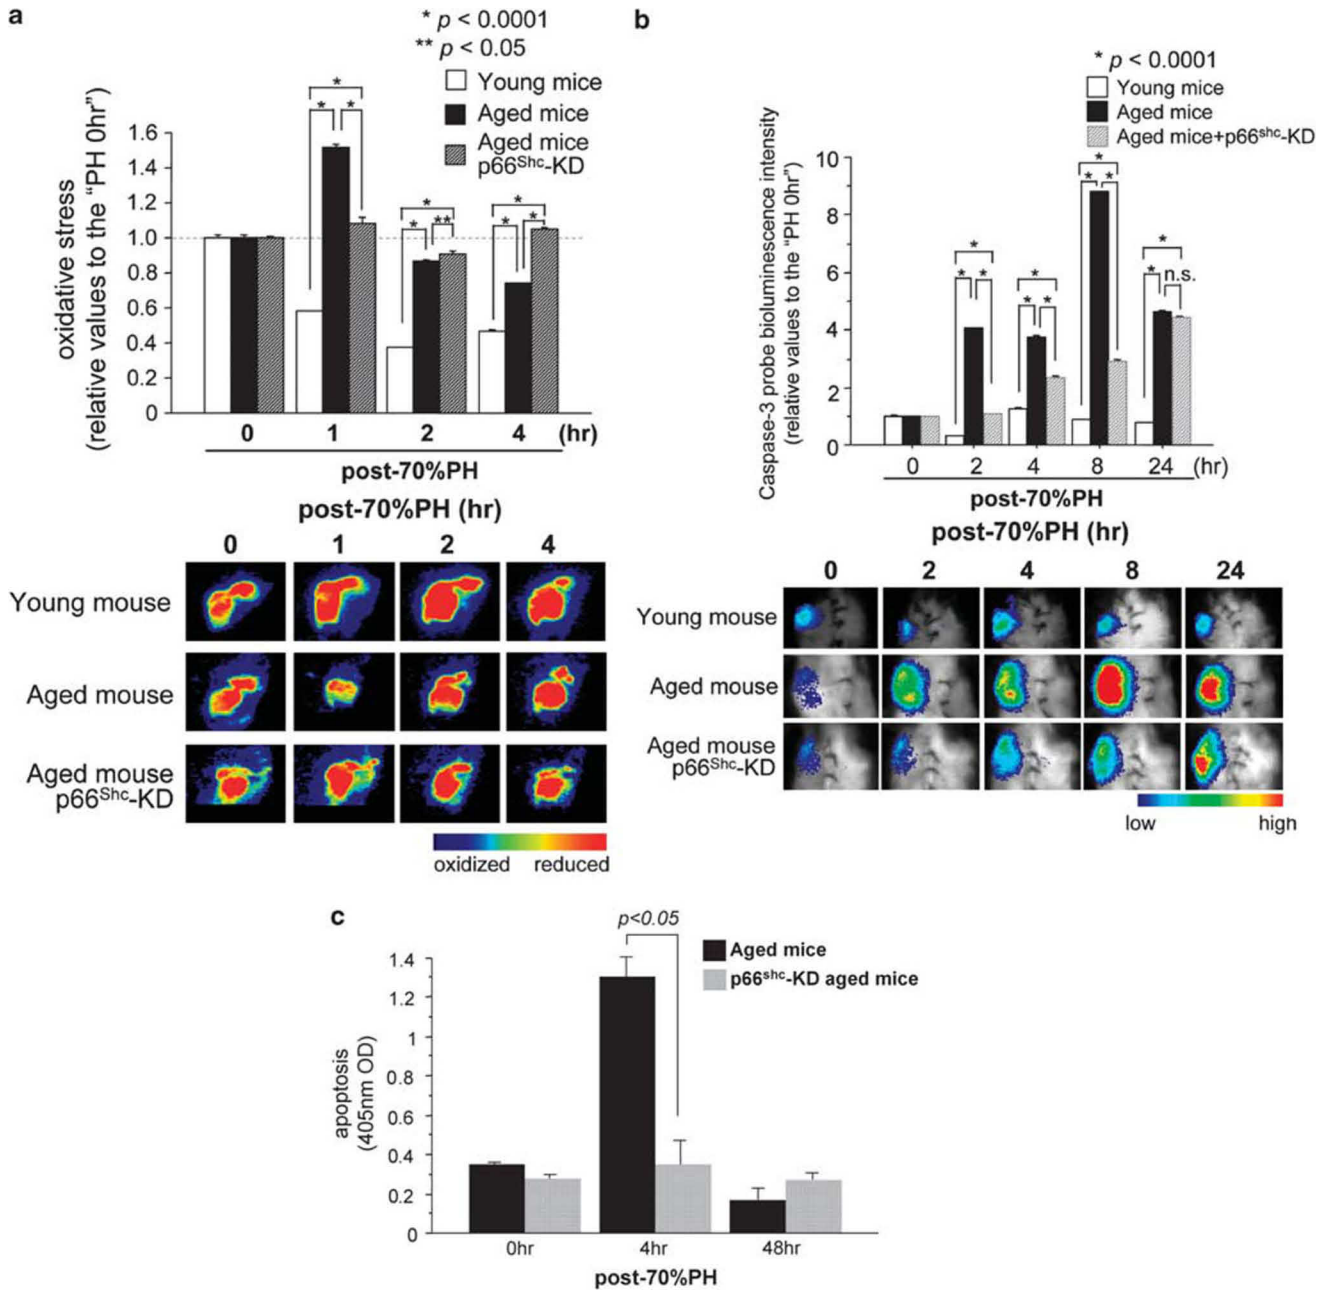 a
* p < 0.0001
** p < 0.05
Young mice
Aged mice
Aged mice
p66Shc-KD
oxidative stress
(relative values to the “PH 0hr”)
1.6
1.4
1.2
1.0
0.8
0.6
0.4
0.2
0
* * *
* * **
* * *
0 1 2 4 (hr)
post-70%PH
post-70%PH (hr)
0 1 2 4
Young mouse
Aged mouse
Aged mouse
p66Shc-KD
oxidized reduced
b
* p < 0.0001
Young mice
Aged mice
Aged mice+p66shc-KD
Caspase-3 probe bioluminescence intensity
(relative values to the “PH 0hr”)
10
8
6
4
2
0
* * *
* * *
* * *
* * n.s.
0 2 4 8 24 (hr)
post-70%PH
post-70%PH (hr)
0 2 4 8 24
Young mouse
Aged mouse
Aged mouse
p66Shc-KD
low high
c
p<0.05
Aged mice
p66shc-KD aged mice
apoptosis
(405nm OD)
1.4
1.2
1
0.8
0.6
0.4
0.2
0
0hr 4hr 48hr
post-70%PH